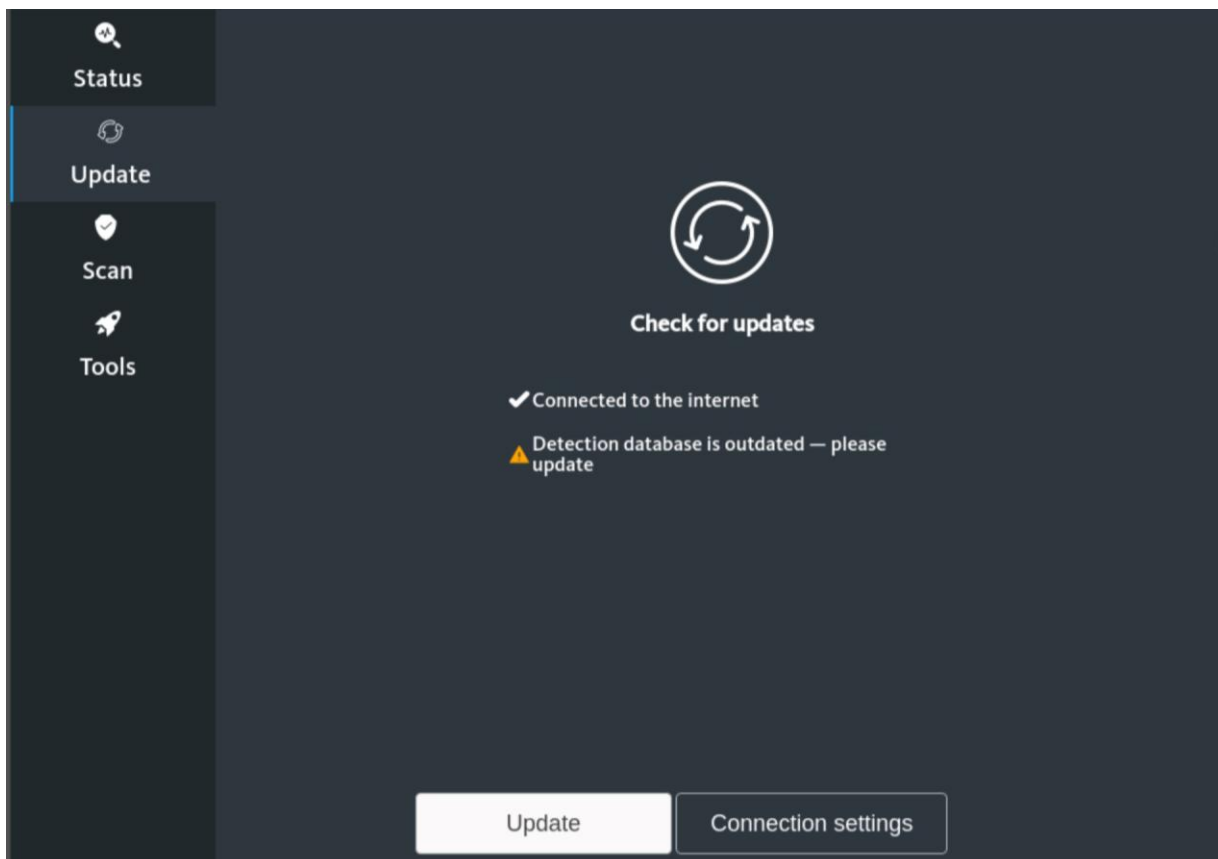 Status
Update
Scan
Tools
Check for updates
Connected to the internet
Detection database is outdated — please
update
Update
Connection settings